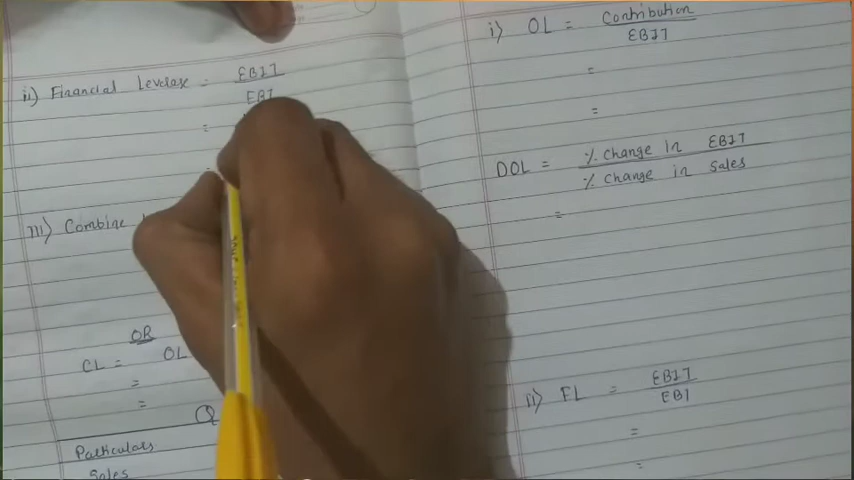 ii) Financial Leverage = EBIT
EBT
=
III) Combine
OR
CL = OL
=
=
Q
Particulars
Sales
i) OL = Contribution
EBIT
=
=
DOL = % Change in EBIT
% Change in Sales
=
ii) FL = EBIT
EBT
=
=